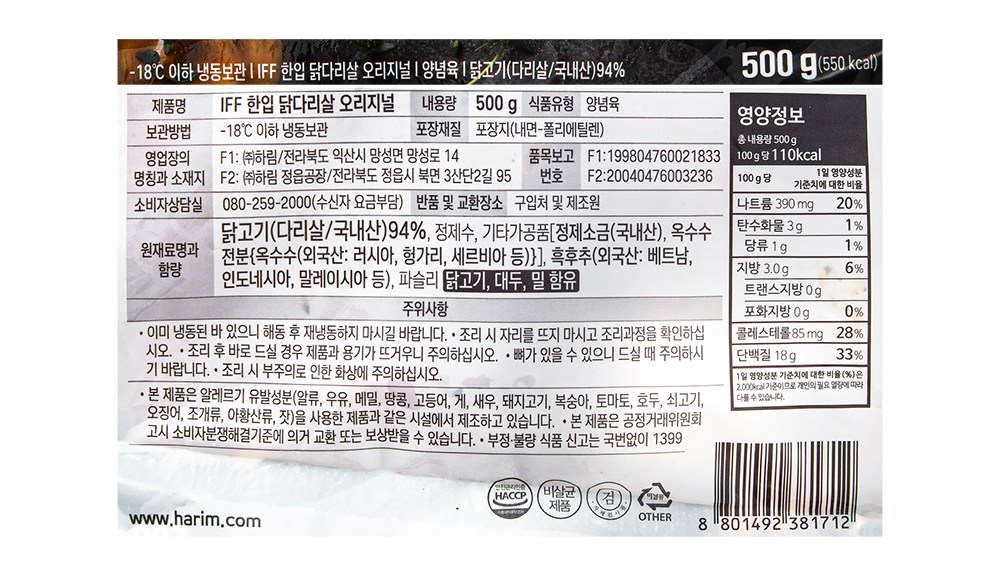 -18℃ 이하 냉동보관 | IFF 한입 닭다리살 오리지널 | 양념육 | 닭고기(다리살/국내산)94%
500 g(550 kcal)
제품명 IFF 한입 닭다리살 오리지널 내용량 500 g 식품유형 양념육
보관방법 -18℃ 이하 냉동보관 포장재질 포장지(내면-폴리에틸렌)
영업장의 명칭과 소재지
F1: ㈜하림/전라북도 익산시 망성면 망성로 14
F2: ㈜하림 정읍공장/전라북도 정읍시 북면 3산단2길 95
품목보고 번호
F1:199804760021833
F2:20040476003236
소비자상담실 080-259-2000(수신자 요금부담) 반품 및 교환장소 구입처 및 제조원
원재료명과 함량
닭고기(다리살/국내산)94%, 정제수, 기타가공품[정제소금(국내산), 옥수수
전분{옥수수(외국산: 러시아, 헝가리, 세르비아 등)}], 흑후추(외국산: 베트남,
인도네시아, 말레이시아 등), 파슬리 닭고기, 대두, 밀 함유
주위사항
• 이미 냉동된 바 있으니 해동 후 재냉동하지 마시길 바랍니다. • 조리 시 자리를 뜨지 마시고 조리과정을 확인하십
시오. • 조리 후 바로 드실 경우 제품과 용기가 뜨거우니 주의하십시오. • 뼈가 있을 수 있으니 드실 때 주의하시
기 바랍니다. • 조리 시 부주의로 인한 화상에 주의하십시오.
• 본 제품은 알레르기 유발성분(알류, 우유, 메밀, 땅콩, 고등어, 게, 새우, 돼지고기, 복숭아, 토마토, 호두, 쇠고기,
오징어, 조개류, 아황산류, 잣)을 사용한 제품과 같은 시설에서 제조하고 있습니다. • 본 제품은 공정거래위원회
고시 소비자분쟁해결기준에 의거 교환 또는 보상받을 수 있습니다. • 부정·불량 식품 신고는 국번없이 1399
영양정보
총 내용량 500 g
100 g 당 110kcal
100 g 당 1일 영양성분 기준치에 대한 비율
나트륨 390 mg 20%
탄수화물 3 g 1%
당류 1 g 1%
지방 3.0 g 6%
트랜스지방 0 g
포화지방 0 g 0%
콜레스테롤 85 mg 28%
단백질 18 g 33%
1일 영양성분 기준치에 대한 비율(%)은
2,000kcal 기준이므로 개인의 필요 열량에 따라
다를 수 있습니다.
www.harim.com
안전관리인증
HACCP
비살균
제품
검
비닐류
OTHER
8 801492 381712